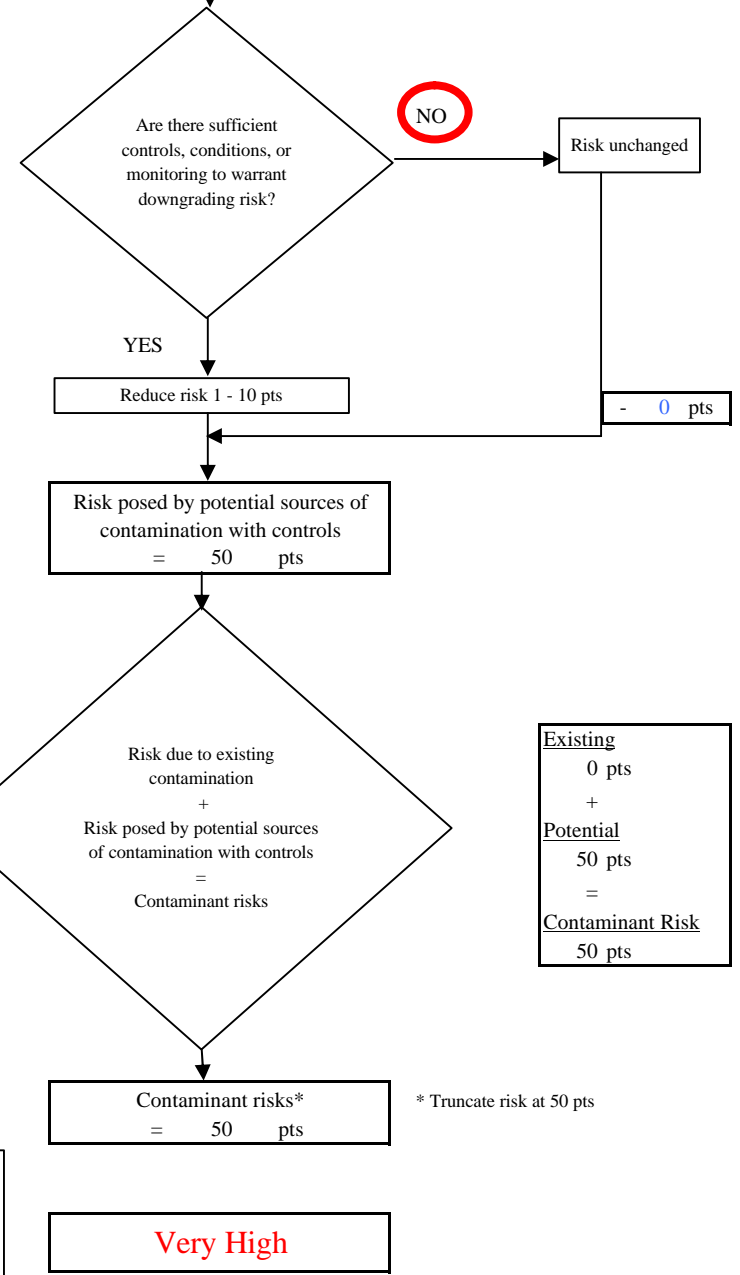 Are there sufficient
controls, conditions, or
monitoring to warrant
downgrading risk?
NO
Risk unchanged
YES
Reduce risk 1 - 10 pts
- 0 pts
Risk posed by potential sources of
contamination with controls
= 50 pts
Risk due to existing
contamination
+
Risk posed by potential sources
of contamination with controls
=
Contaminant risks
Existing
0 pts
+
Potential
50 pts
=
Contaminant Risk
50 pts
Contaminant risks*
= 50 pts
* Truncate risk at 50 pts
Very High